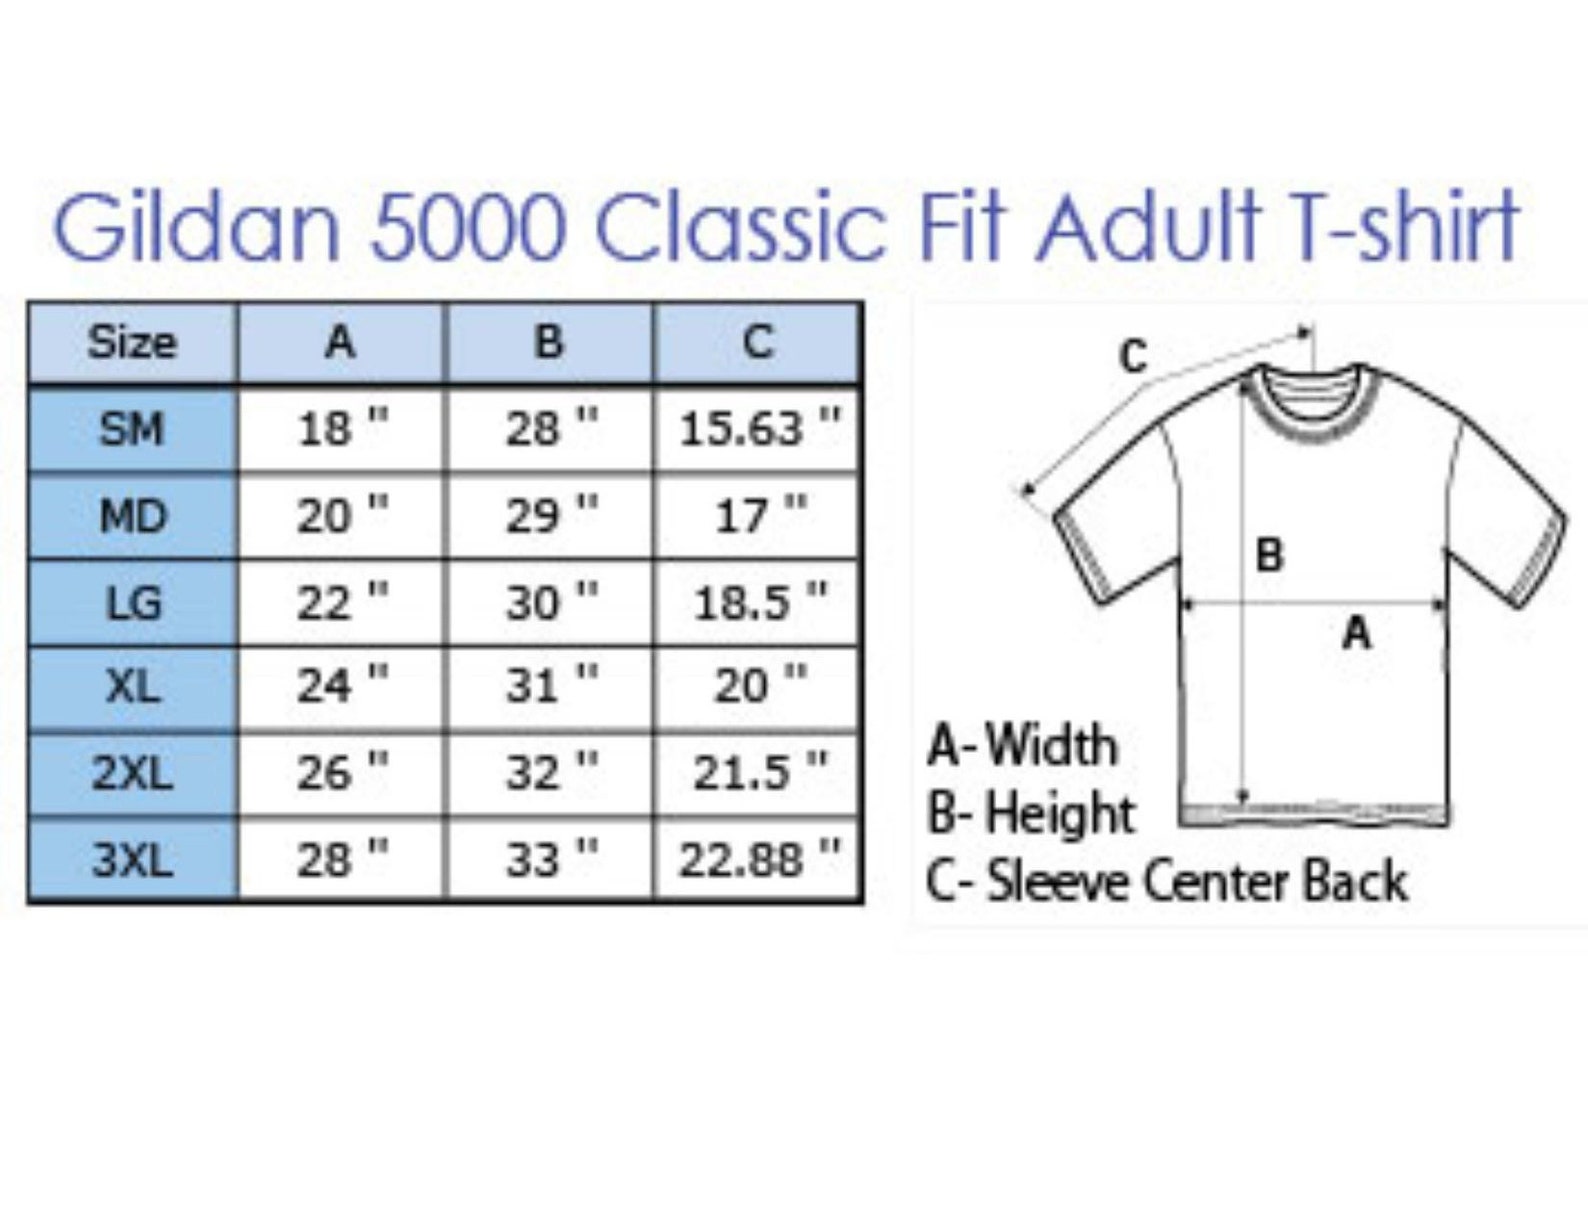 Gildan 5000 Classic Fit Adult T-shirt
Size A B C
SM 18 " 28 " 15.63 "
MD 20 " 29 " 17 "
LG 22 " 30 " 18.5 "
XL 24 " 31 " 20 "
2XL 26 " 32 " 21.5 "
3XL 28 " 33 " 22.88 "
C
B
A
A- Width
B- Height
C- Sleeve Center Back